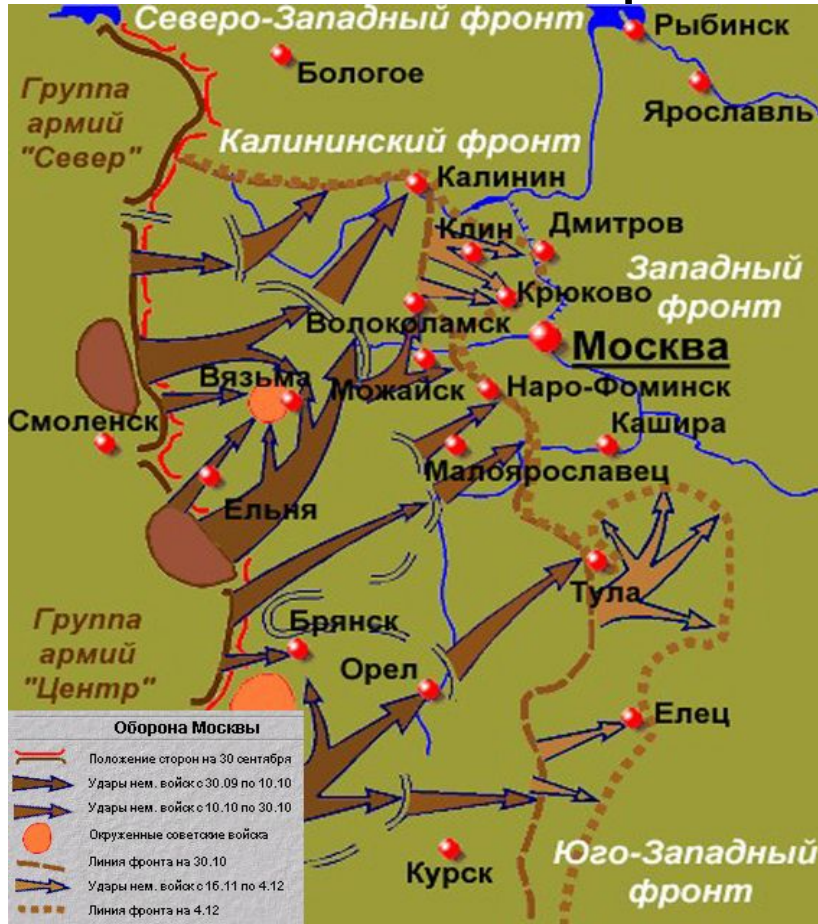 Северо-Западный фронт
Рыбинск
Бологое
Ярославль
Группа
армий
"Север"
Калининский фронт
Калинин
Клин
Дмитров
Западный
фронт
Крюково
Волоколамск
Москва
Вязьма
Можайск
Наро-Фоминск
Смоленск
Кашира
Малоярославец
Ельня
Тула
Группа
армий
"Центр"
Брянск
Орел
Елец
Курск
Юго-Западный
фронт
Оборона Москвы
Положение сторон на 30 сентября
Удары нем. войск с 30.09 по 10.10
Удары нем. войск с 10.10 по 30.10
Окруженные советские войска
Линия фронта на 30.10
Удары нем. войск с 16.11 по 4.12
Линия фронта на 4.12